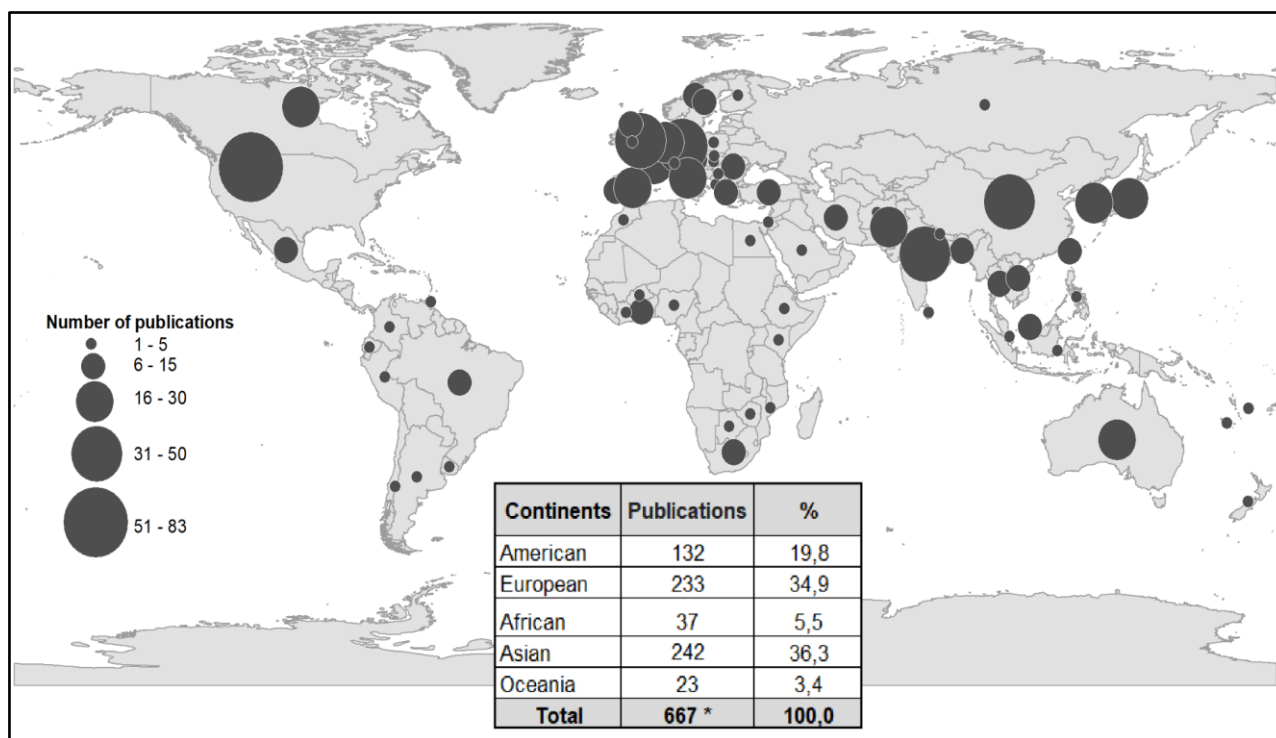 Number of publications
1 - 5
6 - 15
16 - 30
31 - 50
51 - 83
Continents Publications %
American 132 19,8
European 233 34,9
African 37 5,5
Asian 242 36,3
Oceania 23 3,4
Total 667 * 100,0